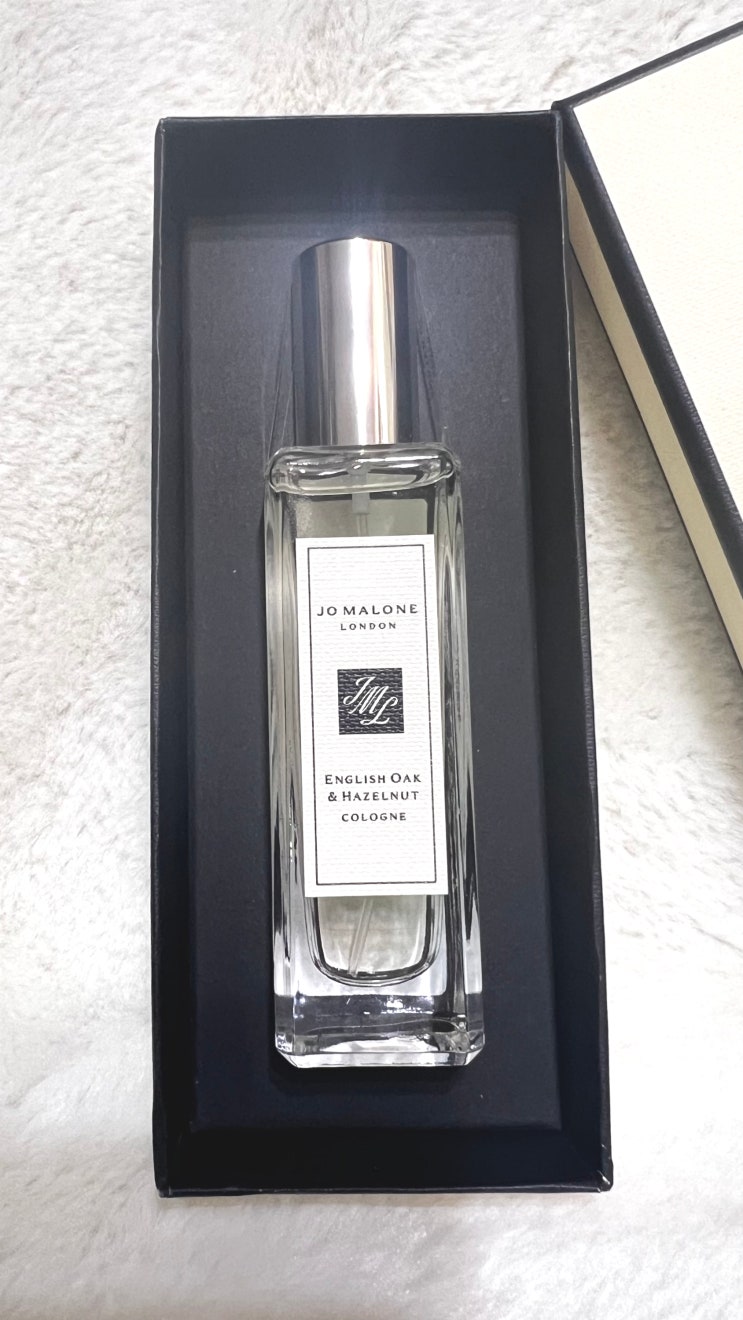 JO MALONE
LONDON
JML
ENGLISH OAK
& HAZELNUT
COLOGNE